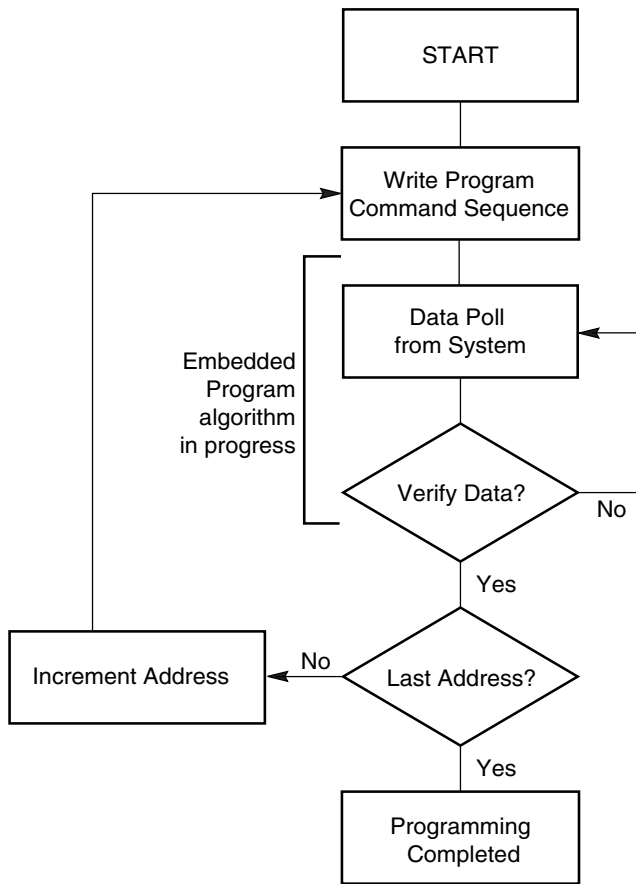 START
Write Program
Command Sequence
Data Poll
from System
Embedded
Program
algorithm
in progress
Verify Data?
No
Yes
No
Increment Address
Last Address?
Yes
Programming
Completed